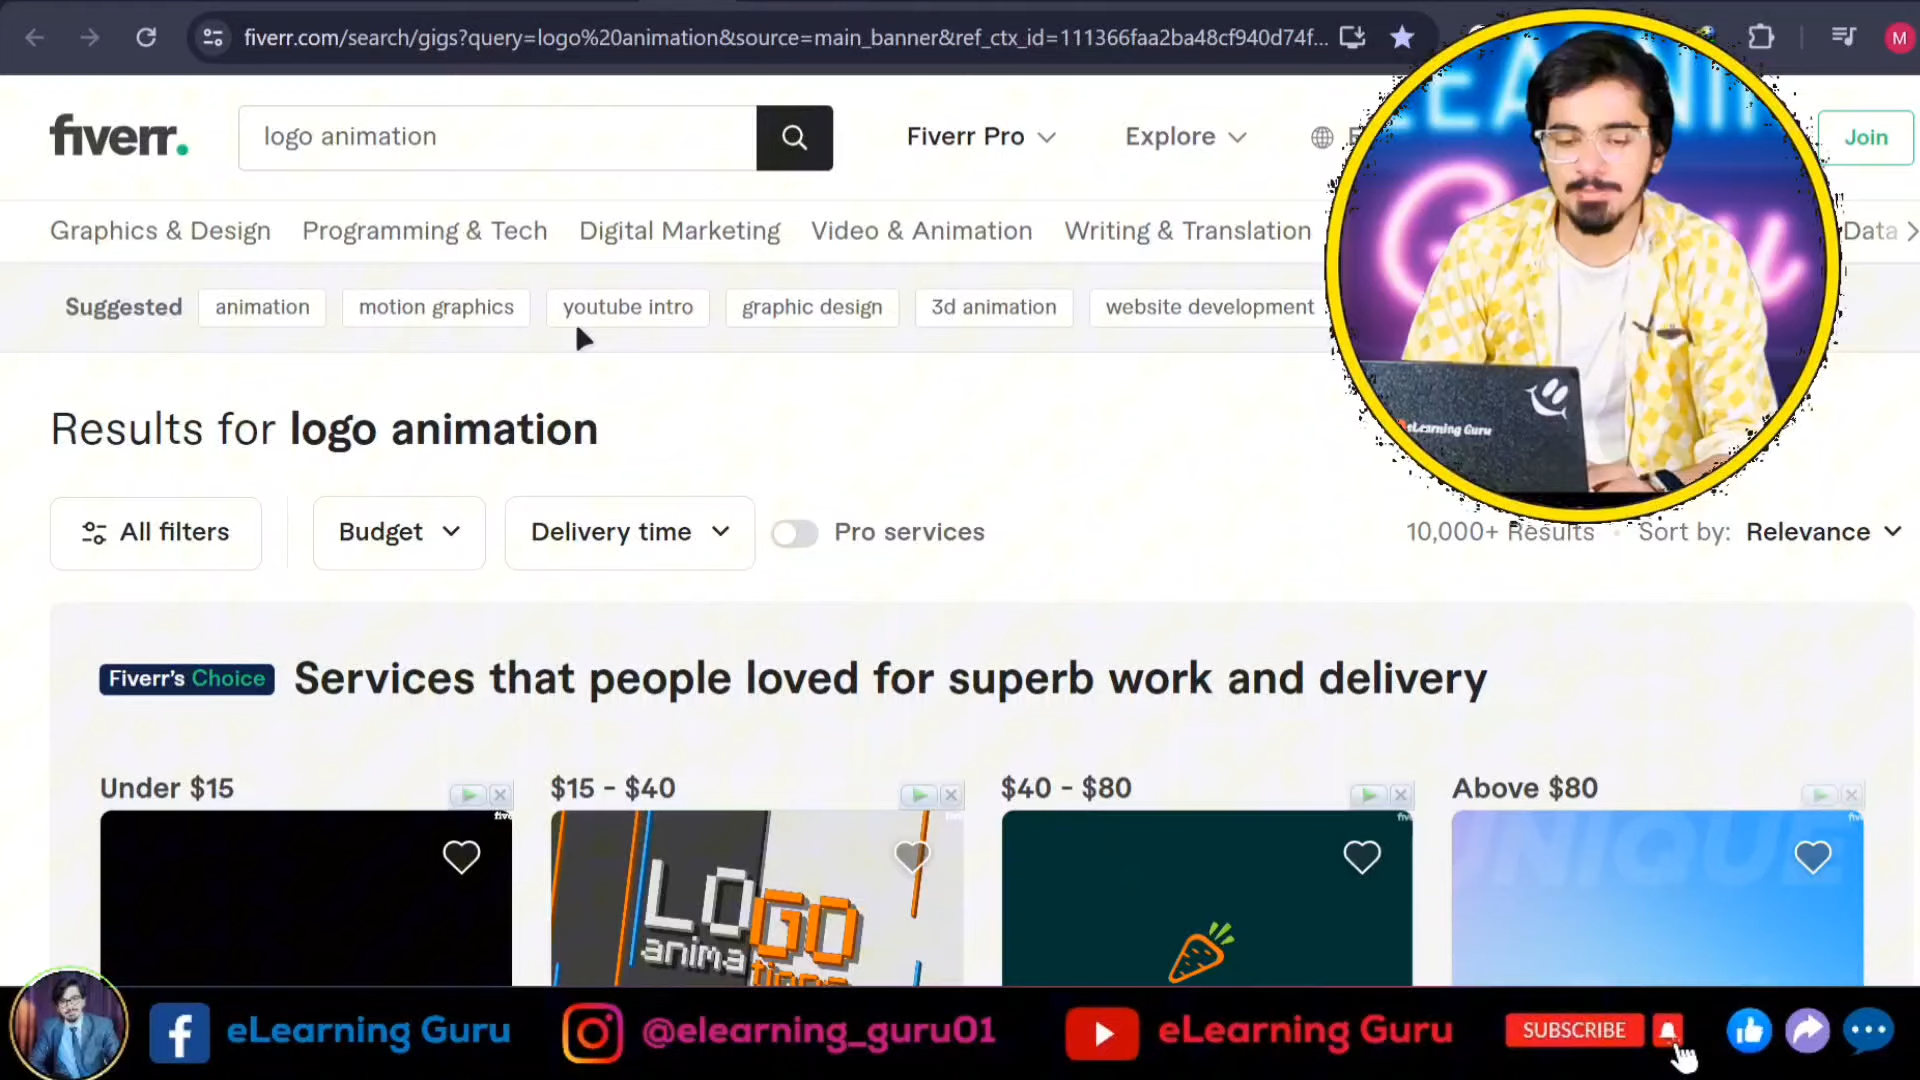 fiverr.com/search/gigs?query=logo%20animation&source=main_banner&ref_ctx_id=111366faa2ba48cf940d74f...
M
fiverr.
logo animation
Fiverr Pro
Explore
Join
Graphics & Design
Programming & Tech
Digital Marketing
Video & Animation
Writing & Translation
Data
Suggested
animation
motion graphics
youtube intro
graphic design
3d animation
website development
eLearning Guru
Results for logo animation
All filters
Budget
Delivery time
Pro services
10,000+ Results
Sort by: Relevance
Fiverr's Choice
Services that people loved for superb work and delivery
Under $15
$15 - $40
$40 - $80
Above $80
LOGO
UNIQUE
eLearning Guru
@elearning_guru01
eLearning Guru
SUBSCRIBE